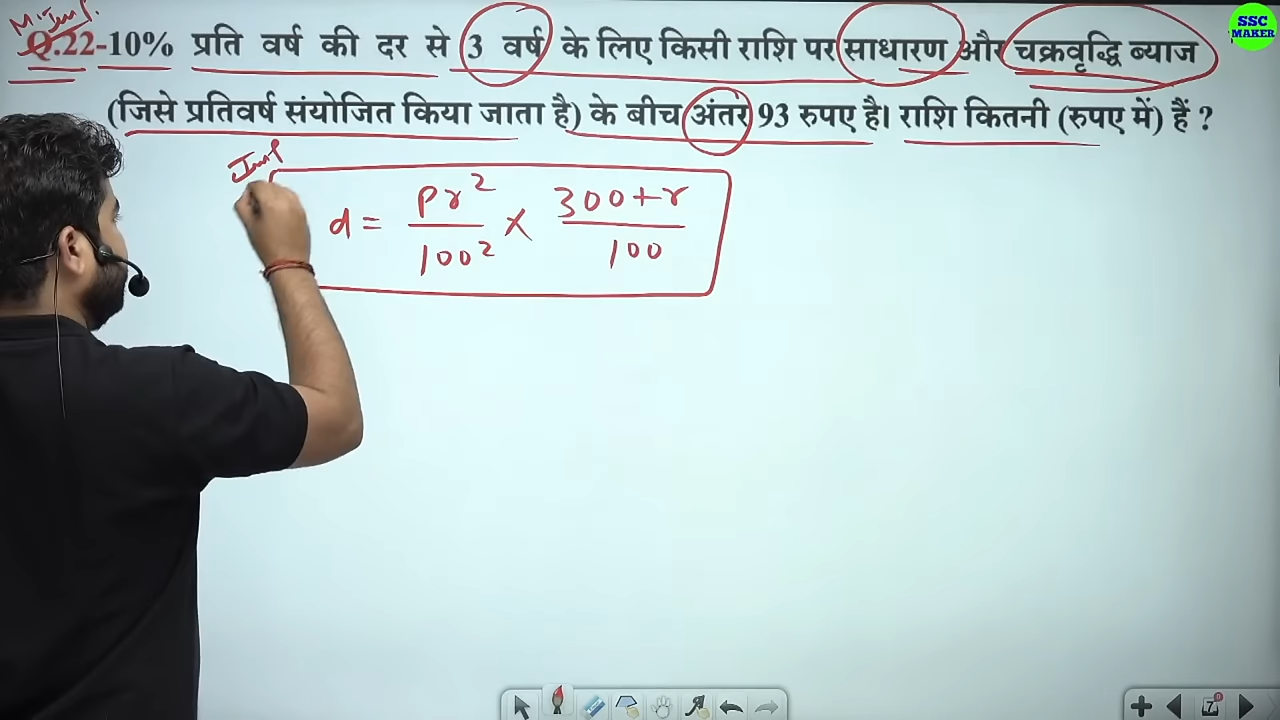 M. Imp.
SSC
MAKER
Q.22-10% प्रति वर्ष की दर से 3 वर्ष के लिए किसी राशि पर साधारण और चक्रवृद्धि ब्याज
(जिसे प्रतिवर्ष संयोजित किया जाता है) के बीच अंतर 93 रुपए है। राशि कितनी (रुपए में) हैं ?
Imp
d = Pr²/100² × 300+r/100
7